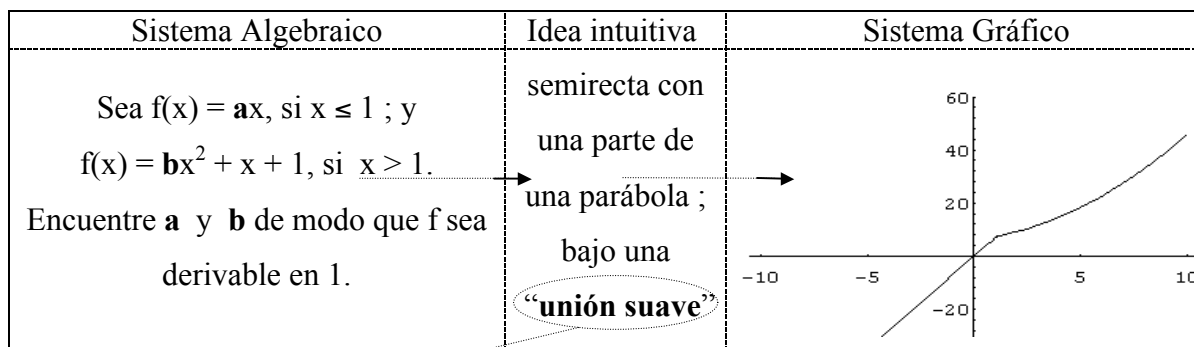 Sistema Algebraico
Idea intuitiva
Sistema Gráfico
Sea f(x) = ax, si x ≤ 1 ; y
f(x) = bx² + x + 1, si x > 1.
Encuentre a y b de modo que f sea
derivable en 1.
semirecta con
una parte de
una parábola ;
bajo una
“unión suave”
60
40
20
-10
-5
5
10
-20